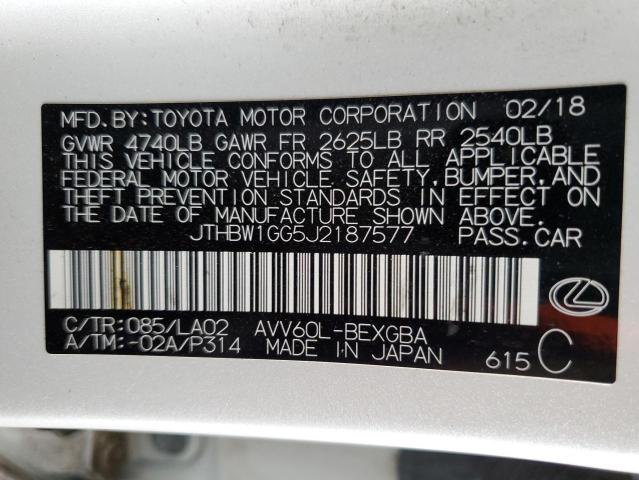 MFD.BY:TOYOTA MOTOR CORPORATION 02/18
GVWR 4740LB GAWR FR 2625LB RR 2540LB
THIS VEHICLE CONFORMS TO ALL APPLICABLE
FEDERAL MOTOR VEHICLE SAFETY,BUMPER,AND
THEFT PREVENTION STANDARDS IN EFFECT ON
THE DATE OF MANUFACTURE SHOWN ABOVE.
JTHBW1GG5J2187577 PASS.CAR
C/TR:085/LA02 AVV60L-BEXGBA
A/TM:-02A/P314 MADE IN JAPAN 615 C